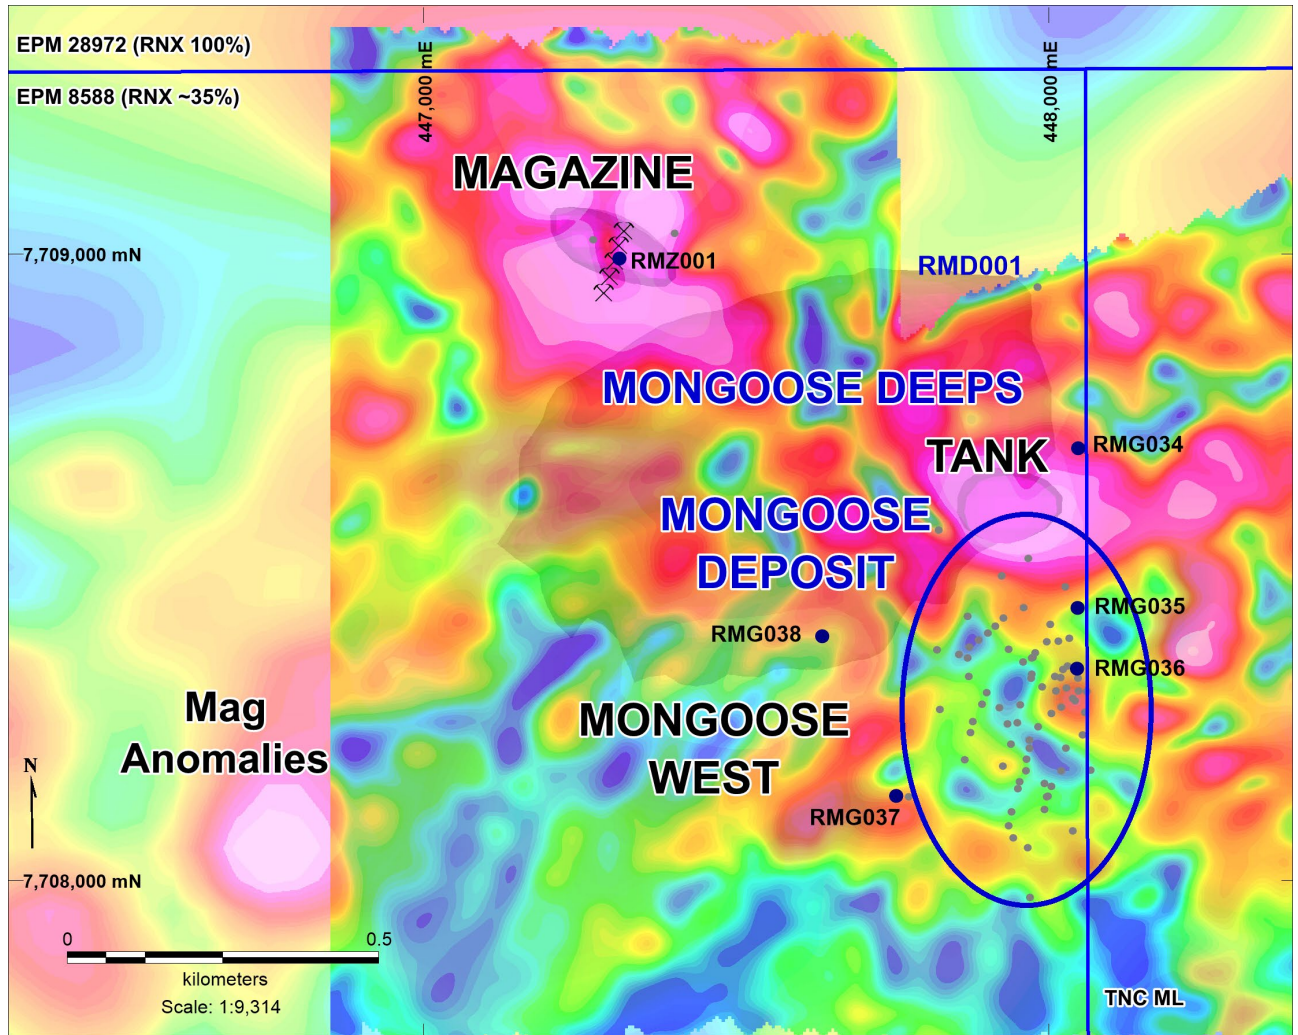 EPM 28972 (RNX 100%)
EPM 8588 (RNX ~35%)
447,000 mE
448,000 mE
MAGAZINE
7,709,000 mN
RMZ001
RMD001
MONGOOSE DEEPS
TANK
RMG034
MONGOOSE
DEPOSIT
RMG035
RMG038
RMG036
Mag
Anomalies
MONGOOSE
WEST
N
RMG037
7,708,000 mN
0 0.5
kilometers
Scale: 1:9,314
TNC ML